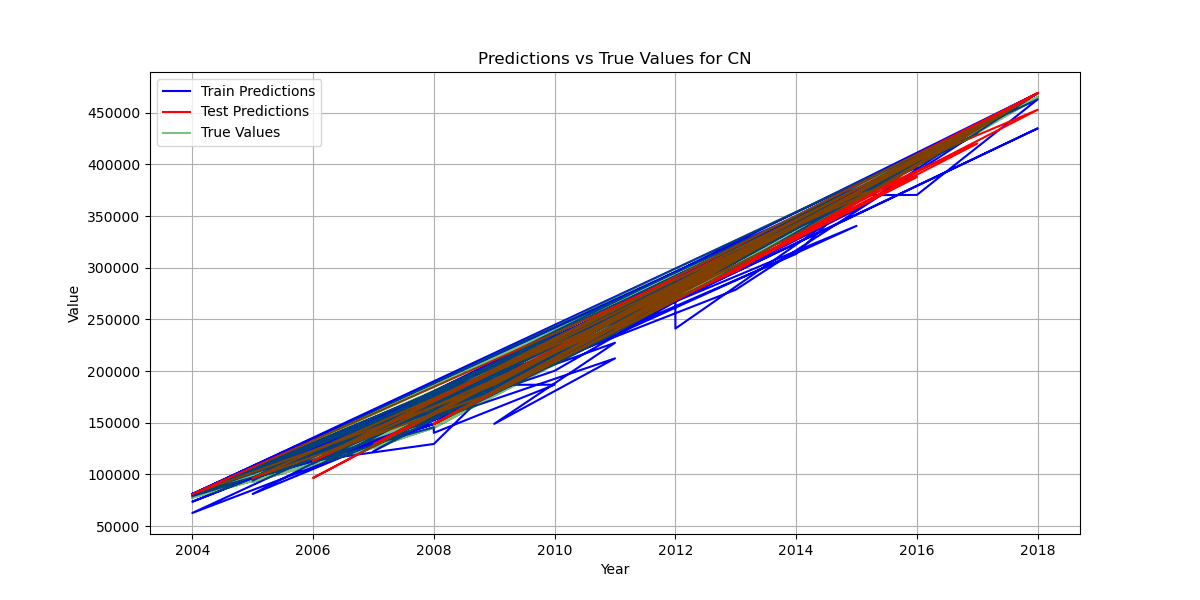 Predictions vs True Values for CN
Train Predictions
Test Predictions
True Values
450000
400000
350000
300000
250000
200000
150000
100000
50000
Value
2004 2006 2008 2010 2012 2014 2016 2018
Year